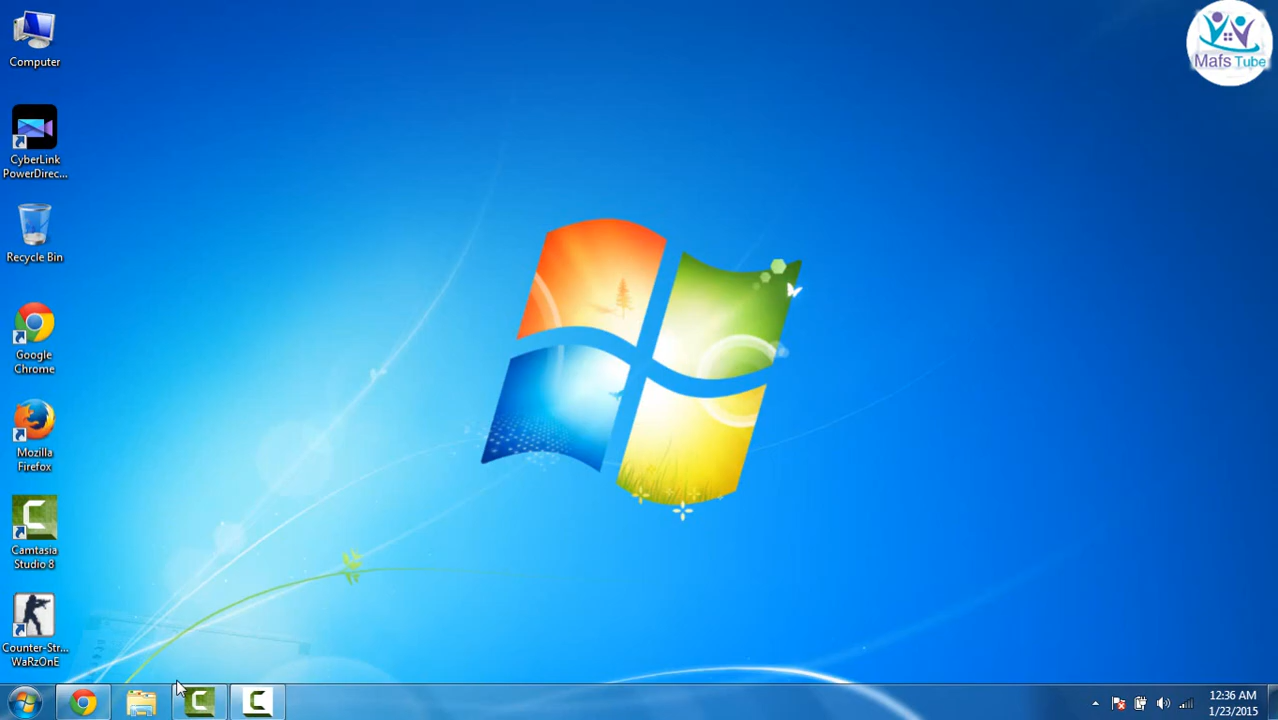 Mafs Tube
Computer
CyberLink
PowerDirec...
Recycle Bin
Google
Chrome
Mozilla
Firefox
Camtasia
Studio 8
Counter-Str...
WaRzOnE
12:36 AM
1/23/2015